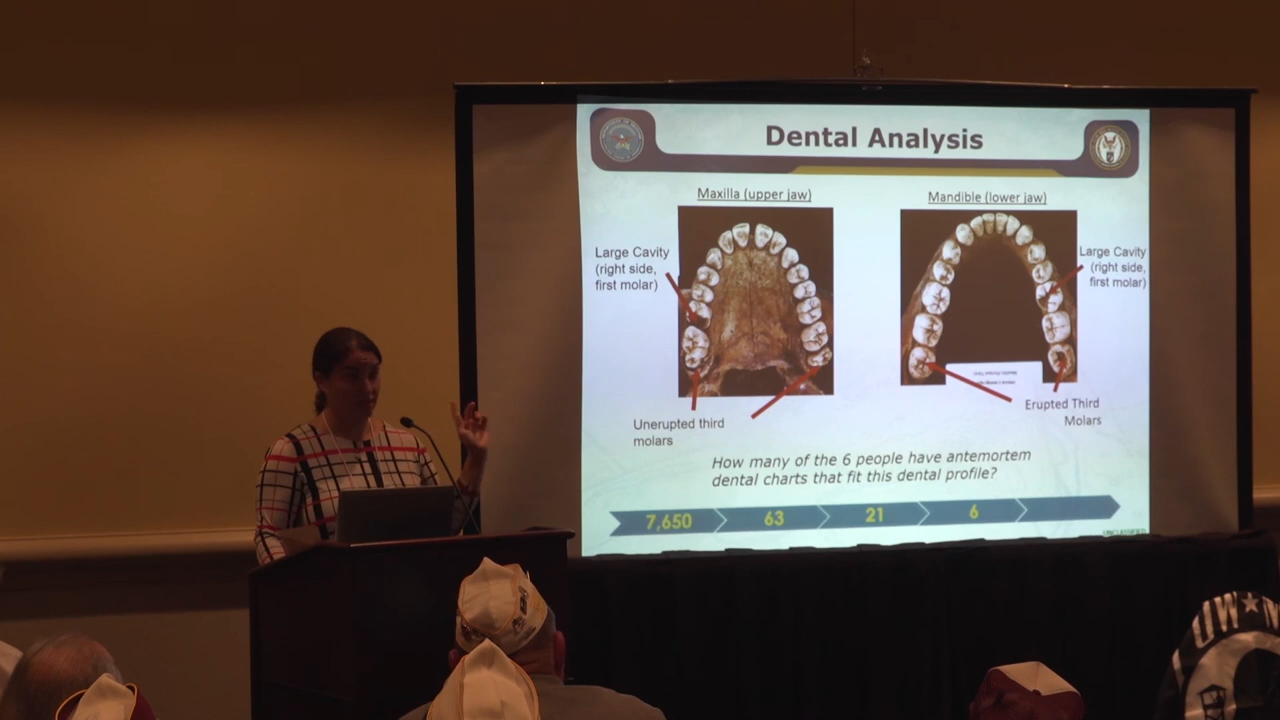 Dental Analysis
Maxilla (upper jaw)
Mandible (lower jaw)
Large Cavity
(right side,
first molar)
Large Cavity
(right side,
first molar)
Unerupted third
molars
Erupted Third
Molars
How many of the 6 people have antemortem
dental charts that fit this dental profile?
7,650
63
21
6
UNCLASSIFIED